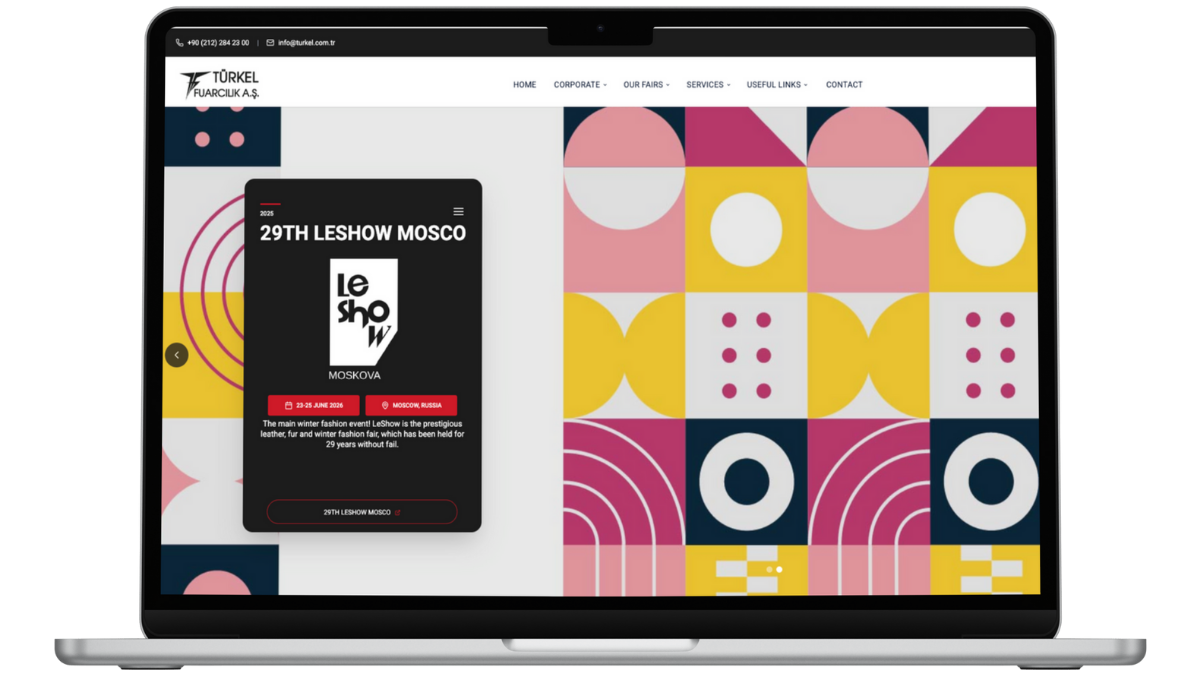 +90 (212) 284 23 00 | info@turkel.com.tr
TÜRKEL
FUARCILIK A.Ş.
HOME CORPORATE OUR FAIRS SERVICES USEFUL LINKS CONTACT
2025
29TH LESHOW MOSCO
Le
show
MOSKOVA
23-25 JUNE 2026 MOSCOW, RUSSIA
The main winter fashion event! LeShow is the prestigious
leather, fur and winter fashion fair, which has been held for
29 years without fail.
29TH LESHOW MOSCO